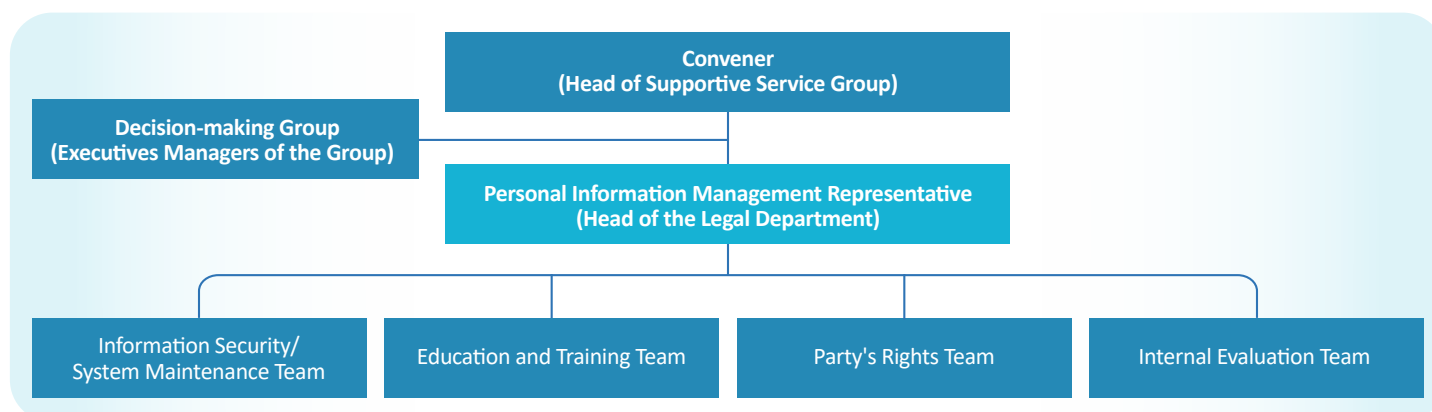 Convener
(Head of Supportive Service Group)
Decision-making Group
(Executives Managers of the Group)
Personal Information Management Representative
(Head of the Legal Department)
Information Security/
System Maintenance Team
Education and Training Team
Party's Rights Team
Internal Evaluation Team